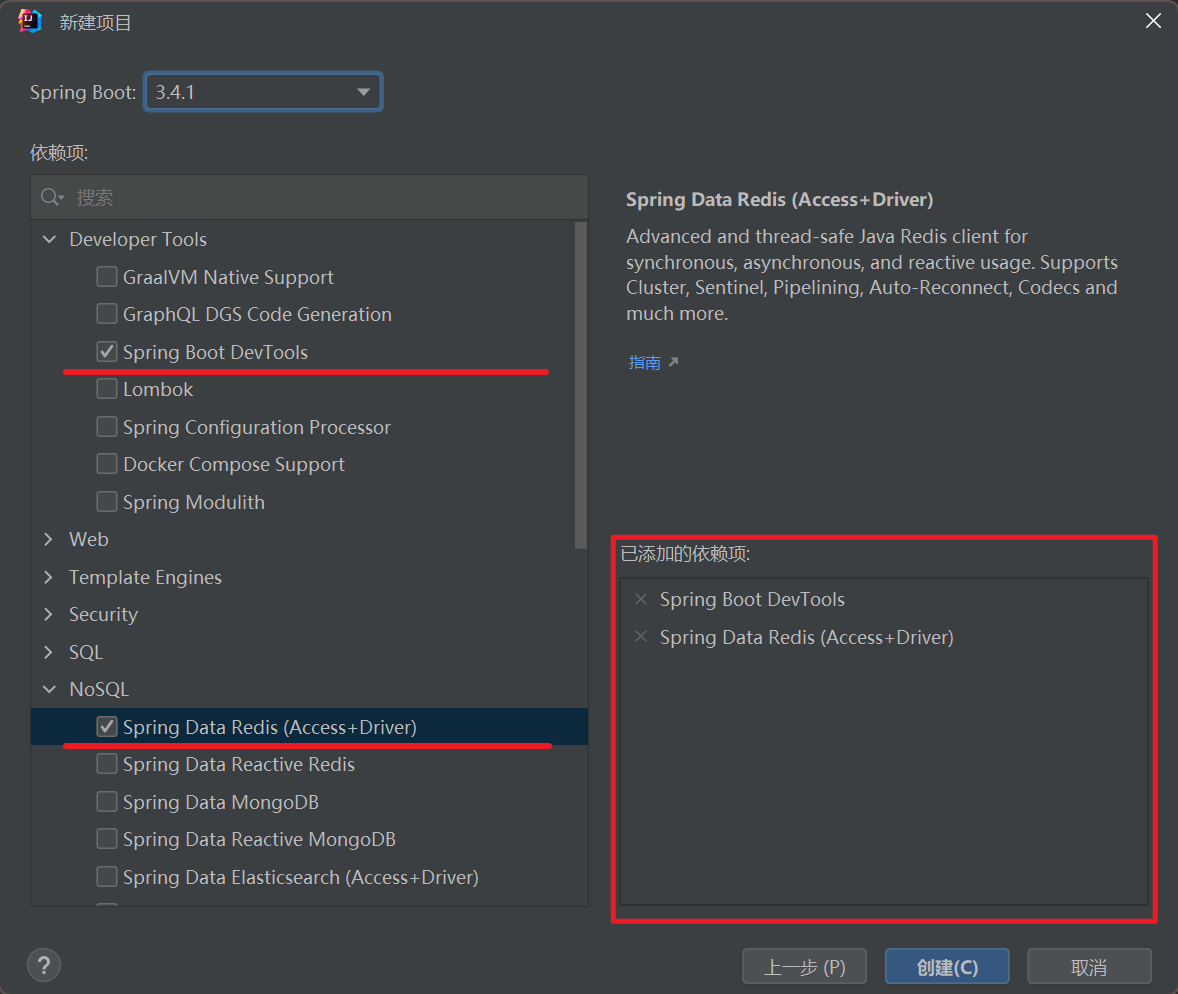 新建项目
Spring Boot:
3.4.1
依赖项:
搜索
Developer Tools
GraalVM Native Support
GraphQL DGS Code Generation
Spring Boot DevTools
Lombok
Spring Configuration Processor
Docker Compose Support
Spring Modulith
Web
Template Engines
Security
SQL
NoSQL
Spring Data Redis (Access+Driver)
Spring Data Reactive Redis
Spring Data MongoDB
Spring Data Reactive MongoDB
Spring Data Elasticsearch (Access+Driver)
Spring Data Redis (Access+Driver)
Advanced and thread-safe Java Redis client for
synchronous, asynchronous, and reactive usage. Supports
Cluster, Sentinel, Pipelining, Auto-Reconnect, Codecs and
much more.
指南
已添加的依赖项:
Spring Boot DevTools
Spring Data Redis (Access+Driver)
?
上一步 (P)
创建(C)
取消